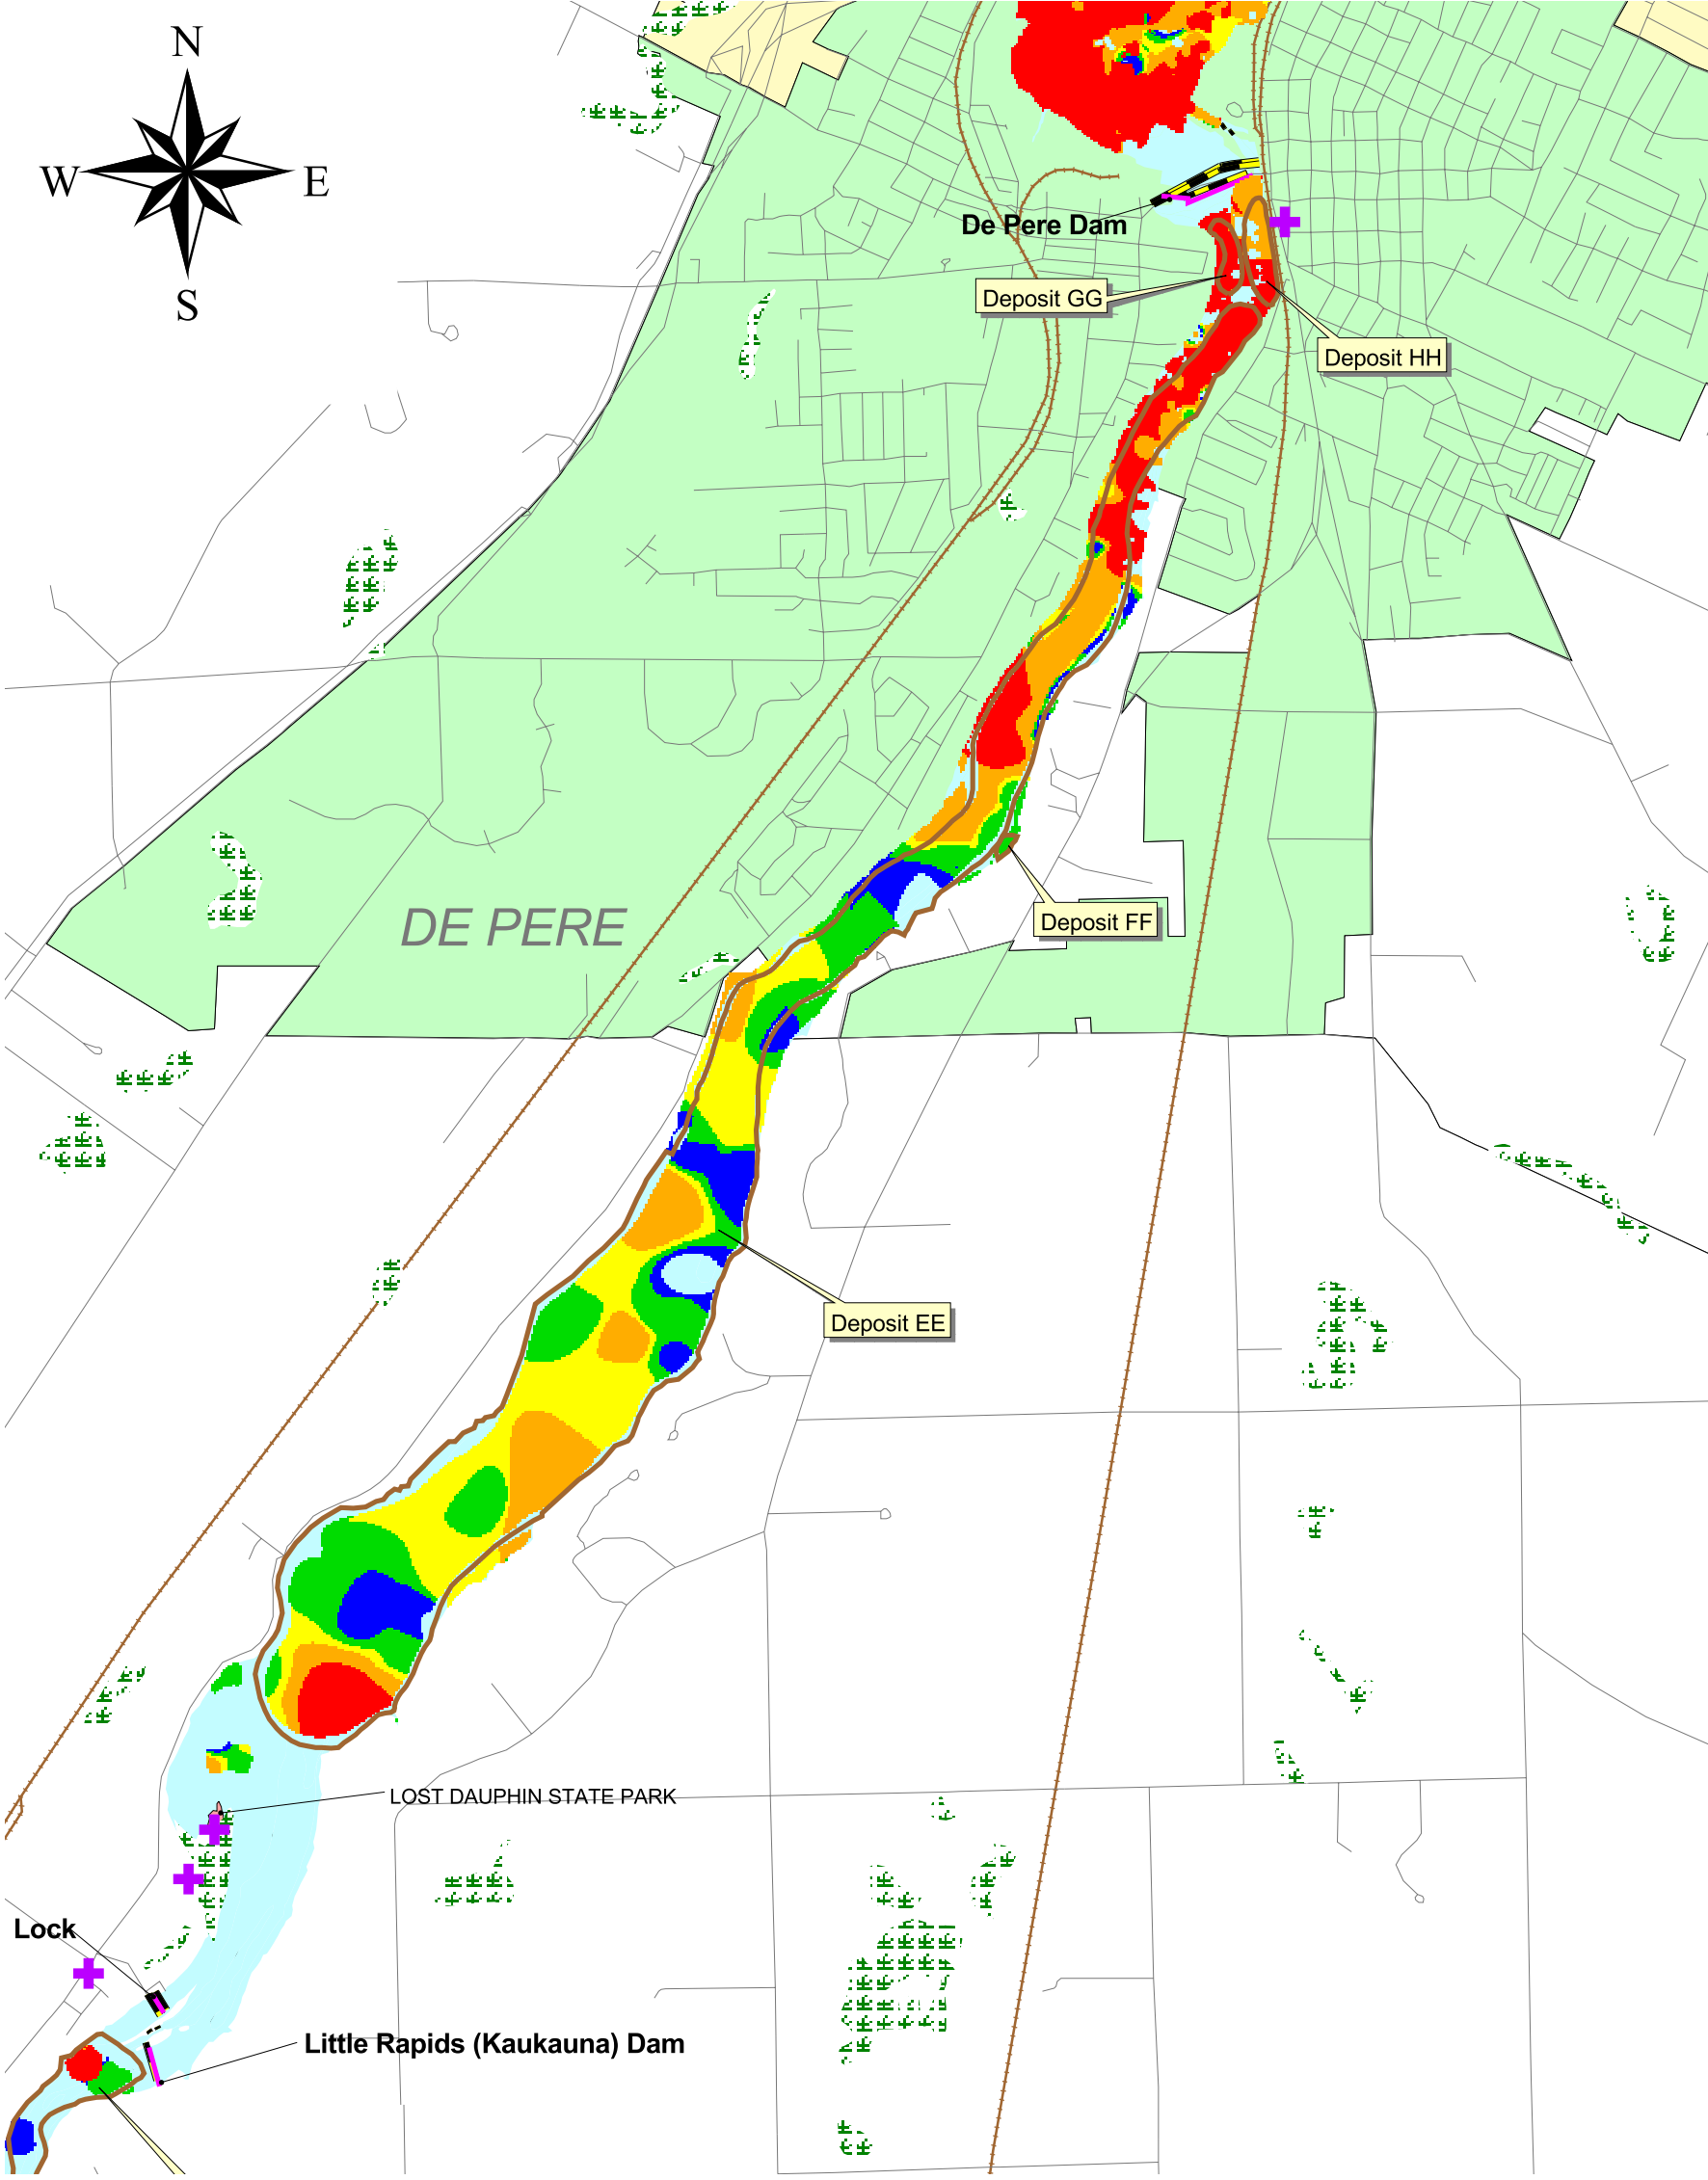 N
W E
S
De Pere Dam
Deposit GG
Deposit HH
DE PERE
Deposit FF
Deposit EE
LOST DAUPHIN STATE PARK
Lock
Little Rapids (Kaukauna) Dam